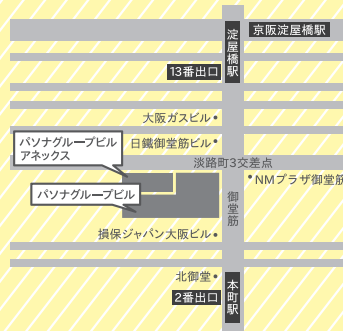 淀屋橋駅
京阪淀屋橋駅
13番出口
大阪ガスビル
パソナグループビル
アネックス
日鐵御堂筋ビル
淡路町3交差点
NMプラザ御堂筋
パソナグループビル
御堂筋
損保ジャパン大阪ビル
北御堂
2番出口
本町駅